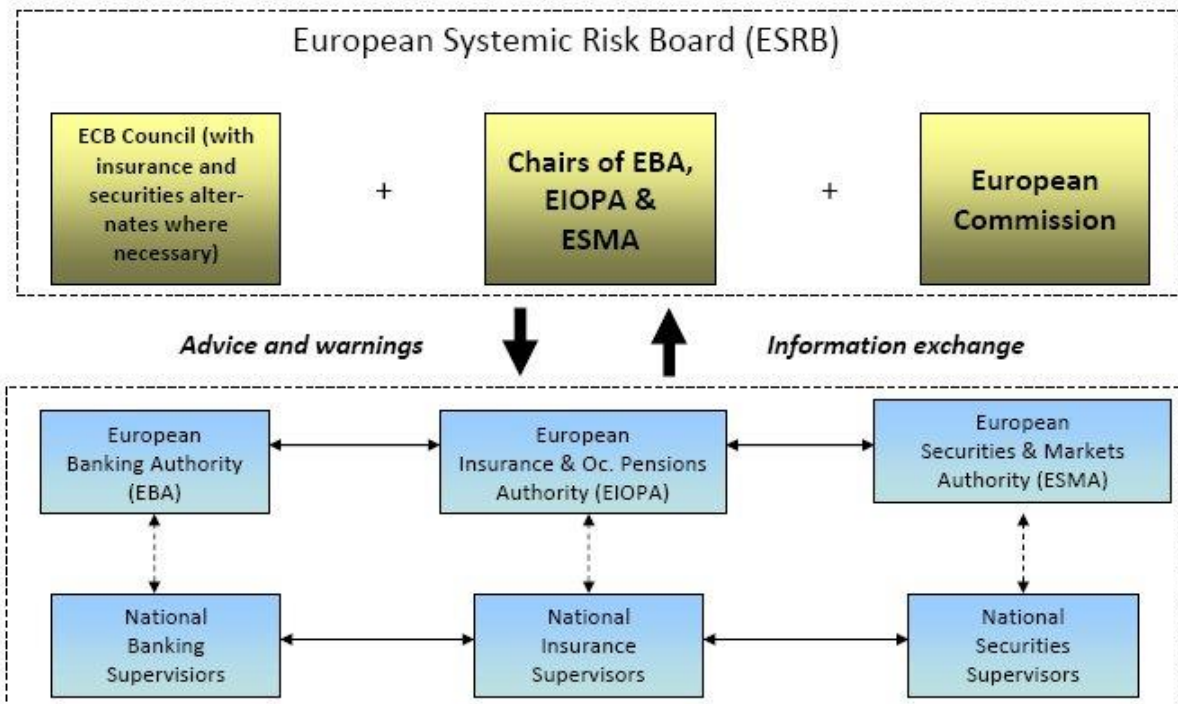 European Systemic Risk Board (ESRB)
ECB Council (with
insurance and
securities alter-
nates where
necessary)
+
Chairs of EBA,
EIOPA &
ESMA
+
European
Commission
Advice and warnings
Information exchange
European
Banking Authority
(EBA)
European
Insurance & Oc. Pensions
Authority (EIOPA)
European
Securities & Markets
Authority (ESMA)
National
Banking
Supervisiors
National
Insurance
Supervisors
National
Securities
Supervisors